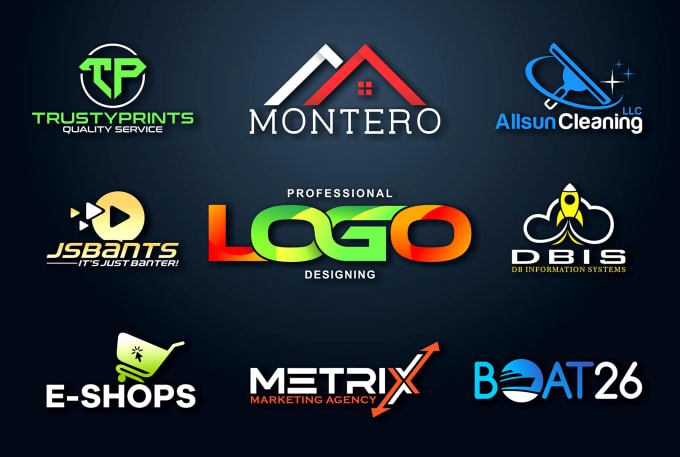 TP
TRUSTYPRINTS
QUALITY SERVICE
MONTERO
LLC
AllsunCleaning
JSBANTS
IT'S JUST BANTER!
PROFESSIONAL
LOGO
DESIGNING
DBIS
DB INFORMATION SYSTEMS
E-SHOPS
METRIX
MARKETING AGENCY
BOAT26